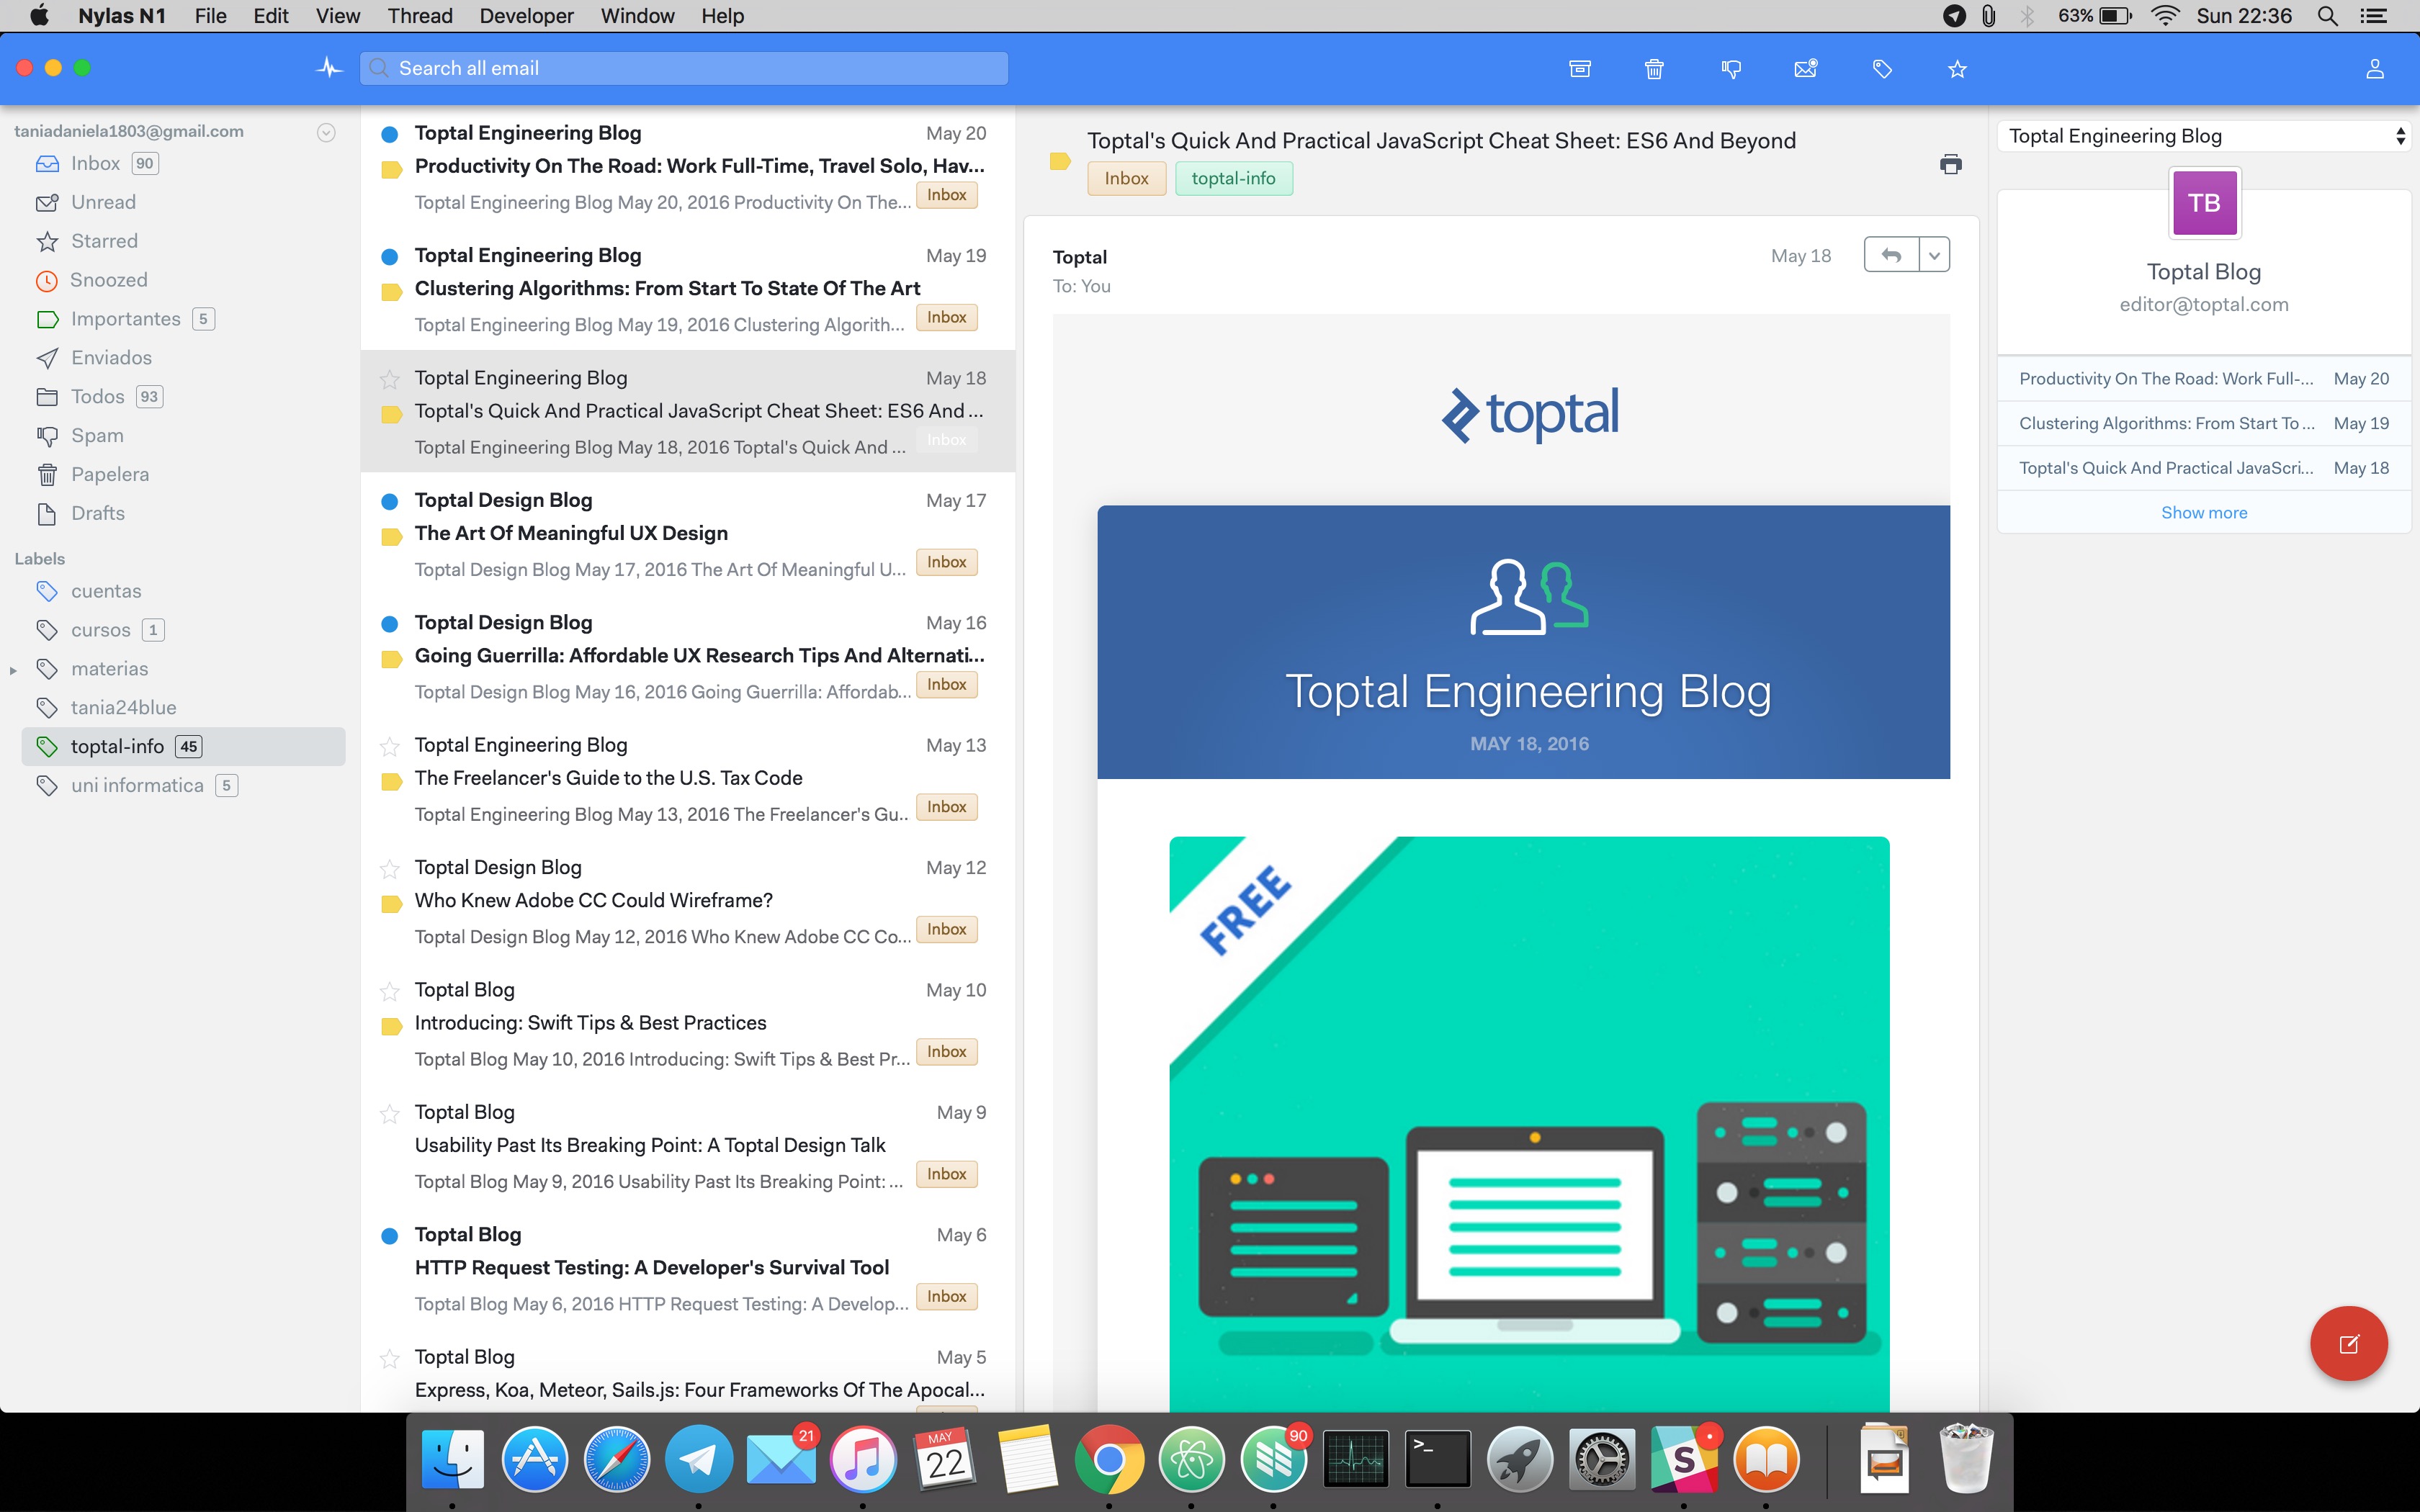 Nylas N1 File Edit View Thread Developer Window Help 63% Sun 22:36
Search all email
taniadaniela1803@gmail.com
Inbox 90
Unread
Starred
Snoozed
Importantes 5
Enviados
Todos 93
Spam
Papelera
Drafts
Labels
cuentas
cursos 1
materias
tania24blue
toptal-info 45
uni informatica 5
Toptal Engineering Blog May 20
Productivity On The Road: Work Full-Time, Travel Solo, Hav...
Toptal Engineering Blog May 20, 2016 Productivity On The... Inbox
Toptal Engineering Blog May 19
Clustering Algorithms: From Start To State Of The Art
Toptal Engineering Blog May 19, 2016 Clustering Algorith... Inbox
Toptal Engineering Blog May 18
Toptal's Quick And Practical JavaScript Cheat Sheet: ES6 And ...
Toptal Engineering Blog May 18, 2016 Toptal's Quick And ... Inbox
Toptal Design Blog May 17
The Art Of Meaningful UX Design
Toptal Design Blog May 17, 2016 The Art Of Meaningful U... Inbox
Toptal Design Blog May 16
Going Guerrilla: Affordable UX Research Tips And Alternati...
Toptal Design Blog May 16, 2016 Going Guerrilla: Affordab... Inbox
Toptal Engineering Blog May 13
The Freelancer's Guide to the U.S. Tax Code
Toptal Engineering Blog May 13, 2016 The Freelancer's Gu.. Inbox
Toptal Design Blog May 12
Who Knew Adobe CC Could Wireframe?
Toptal Design Blog May 12, 2016 Who Knew Adobe CC Co... Inbox
Toptal Blog May 10
Introducing: Swift Tips & Best Practices
Toptal Blog May 10, 2016 Introducing: Swift Tips & Best Pr... Inbox
Toptal Blog May 9
Usability Past Its Breaking Point: A Toptal Design Talk
Toptal Blog May 9, 2016 Usability Past Its Breaking Point: ... Inbox
Toptal Blog May 6
HTTP Request Testing: A Developer's Survival Tool
Toptal Blog May 6, 2016 HTTP Request Testing: A Develop... Inbox
Toptal Blog May 5
Express, Koa, Meteor, Sails.js: Four Frameworks Of The Apocal...
Toptal's Quick And Practical JavaScript Cheat Sheet: ES6 And Beyond
Inbox toptal-info
Toptal May 18
To: You
toptal
Toptal Engineering Blog
MAY 18, 2016
FREE
Toptal Engineering Blog
TB
Toptal Blog
editor@toptal.com
Productivity On The Road: Work Full-... May 20
Clustering Algorithms: From Start To ... May 19
Toptal's Quick And Practical JavaScri... May 18
Show more
21
MAY
22
90
>_
S